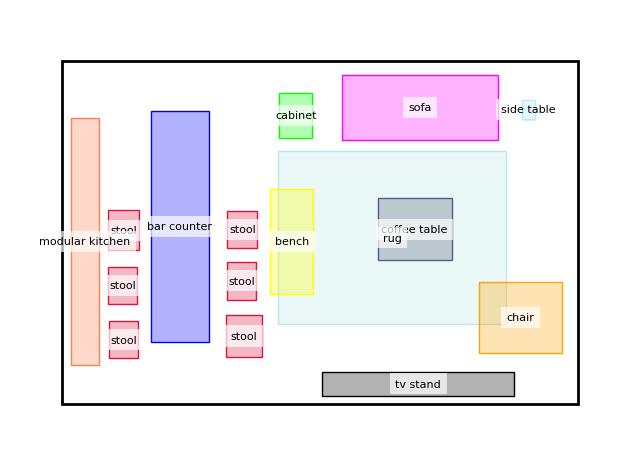 cabinet
sofa
side table
stool
modular kitchen
bar counter
stool
bench
coffee table
rug
stool
stool
chair
stool
stool
tv stand